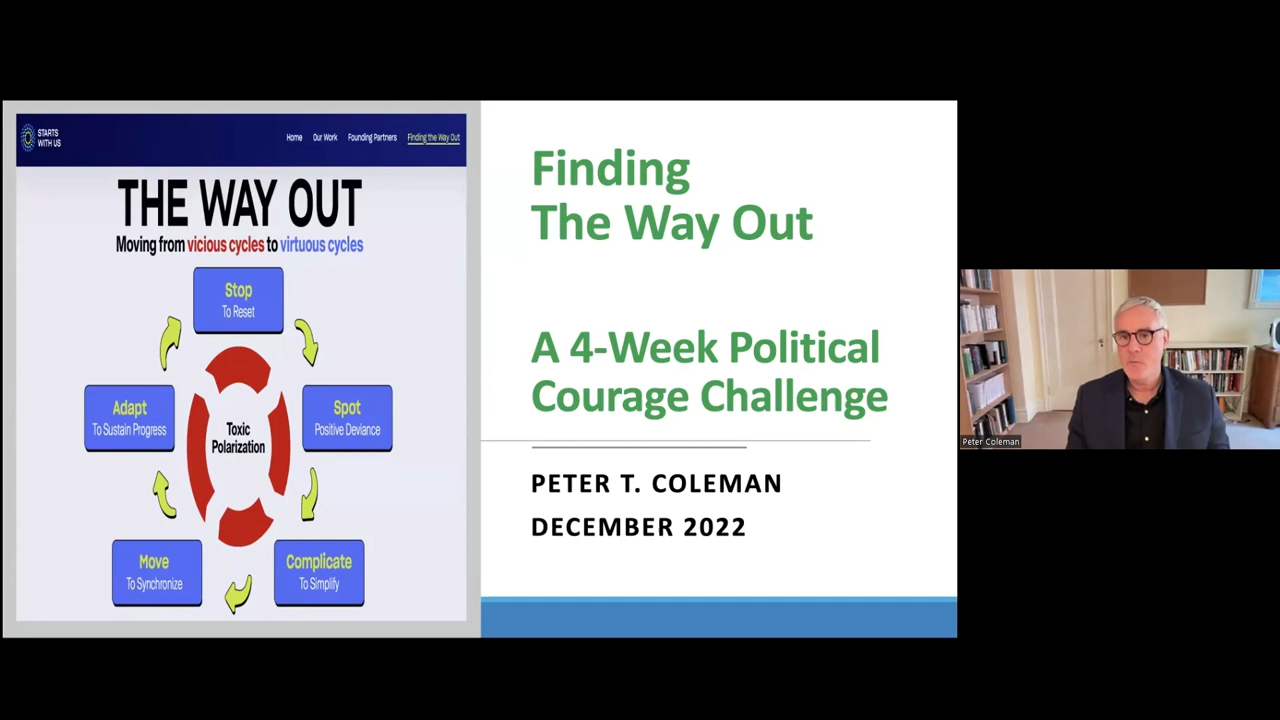 STARTS
WITH US
Home Our Work Founding Partners Finding the Way Out
THE WAY OUT
Moving from vicious cycles to virtuous cycles
Stop
To Reset
Spot
Positive Deviance
Complicate
To Simplify
Move
To Synchronize
Adapt
To Sustain Progress
Toxic
Polarization
Finding
The Way Out
A 4-Week Political
Courage Challenge
PETER T. COLEMAN
DECEMBER 2022
Peter Coleman